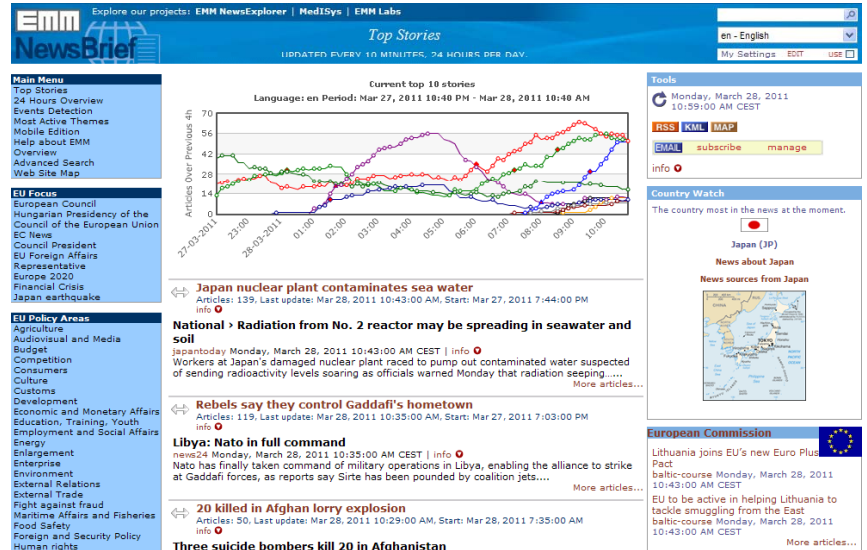 Explore our projects: EMM NewsExplorer | MedISys | EMM Labs
EMM
NewsBrief
Top Stories
UPDATED EVERY 10 MINUTES, 24 HOURS PER DAY.
en - English
My Settings EDIT USE
Main Menu
Top Stories
24 Hours Overview
Events Detection
Most Active Themes
Mobile Edition
Help about EMM
Overview
Advanced Search
Web Site Map
EU Focus
European Council
Hungarian Presidency of the
Council of the European Union
EC News
Council President
EU Foreign Affairs
Representative
Europe 2020
Financial Crisis
Japan earthquake
EU Policy Areas
Agriculture
Audiovisual and Media
Budget
Competition
Consumers
Culture
Customs
Development
Economic and Monetary Affairs
Education, Training, Youth
Employment and Social Affairs
Energy
Enlargement
Enterprise
Environment
External Relations
External Trade
Fight against fraud
Maritime Affairs and Fisheries
Food Safety
Foreign and Security Policy
Human rights
Current top 10 stories
Language: en Period: Mar 27, 2011 10:40 PM - Mar 28, 2011 10:40 AM
Articles Over Previous 4h
70
56
42
28
14
0
27-03-2011
23:00
28-03-2011
01:00
02:00
03:00
04:00
05:00
06:00
07:00
08:00
09:00
10:00
Japan nuclear plant contaminates sea water
Articles: 139, Last update: Mar 28, 2011 10:43:00 AM, Start: Mar 27, 2011 7:44:00 PM
info
National › Radiation from No. 2 reactor may be spreading in seawater and
soil
japantoday Monday, March 28, 2011 10:43:00 AM CEST | info
Workers at Japan's damaged nuclear plant raced to pump out contaminated water suspected
of sending radioactivity levels soaring as officials warned Monday that radiation seeping......
More articles...
Rebels say they control Gaddafi's hometown
Articles: 119, Last update: Mar 28, 2011 10:35:00 AM, Start: Mar 27, 2011 7:03:00 PM
info
Libya: Nato in full command
news24 Monday, March 28, 2011 10:35:00 AM CEST | info
Nato has finally taken command of military operations in Libya, enabling the alliance to strike
at Gaddafi forces, as reports say Sirte has been pounded by coalition jets....
More articles...
20 killed in Afghan lorry explosion
Articles: 50, Last update: Mar 28, 2011 10:29:00 AM, Start: Mar 28, 2011 7:35:00 AM
info
Three suicide bombers kill 20 in Afghanistan
Tools
Monday, March 28, 2011
10:59:00 AM CEST
RSS KML MAP
EMAIL subscribe manage
info
Country Watch
The country most in the news at the moment.
Japan (JP)
News about Japan
News sources from Japan
European Commission
Lithuania joins EU's new Euro Plus
Pact
baltic-course Monday, March 28, 2011
10:43:00 AM CEST
EU to be active in helping Lithuania to
tackle smuggling from the East
baltic-course Monday, March 28, 2011
10:43:00 AM CEST
More articles...